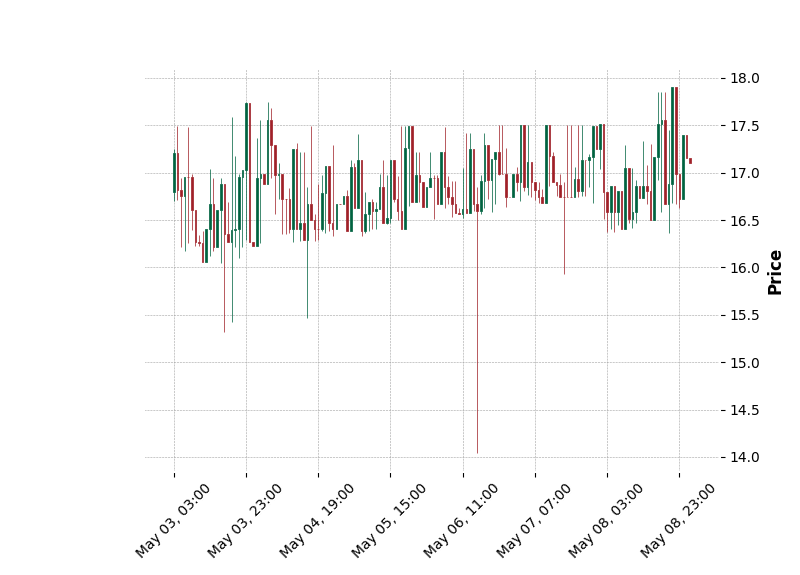 18.0
17.5
17.0
16.5
16.0
15.5
15.0
14.5
14.0
Price
May 03, 03:00
May 03, 23:00
May 04, 19:00
May 05, 15:00
May 06, 11:00
May 07, 07:00
May 08, 03:00
May 08, 23:00